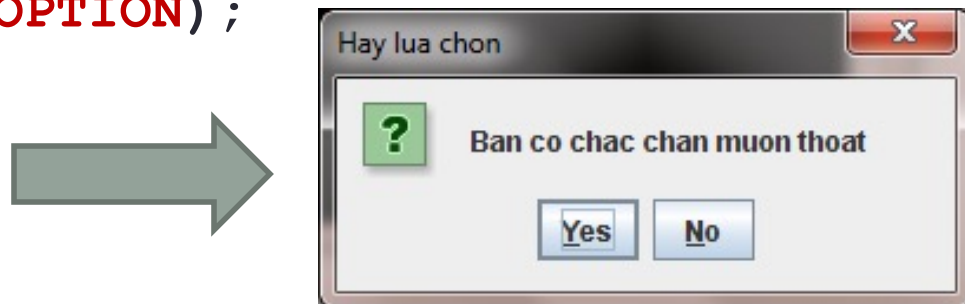 OPTION);
Hay lua chon
?
Ban co chac chan muon thoat
Yes No